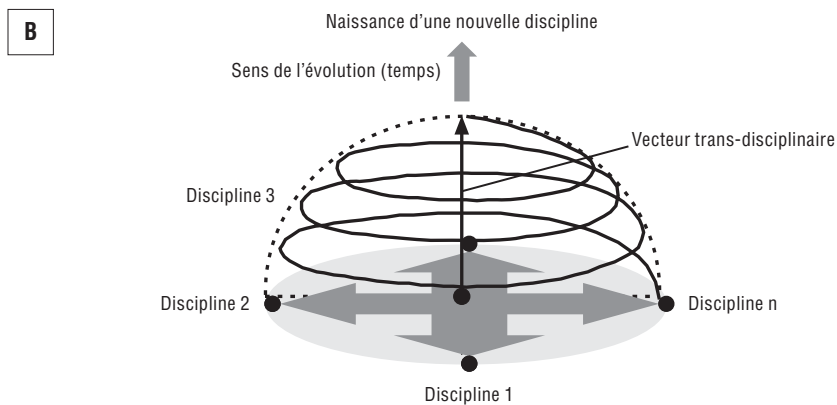 B
Naissance d'une nouvelle discipline
Sens de l'évolution (temps)
Vecteur trans-disciplinaire
Discipline 3
Discipline 2
Discipline n
Discipline 1